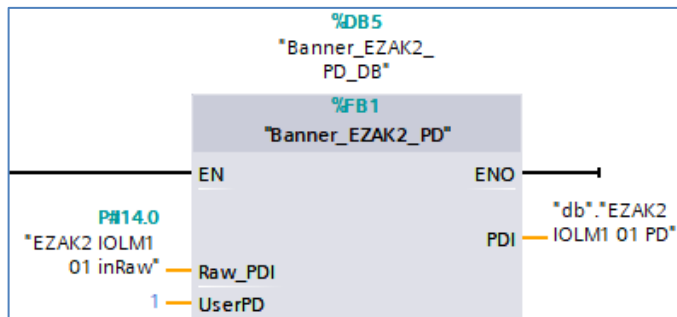 %DB5
"Banner_EZAK2_
PD_DB"
%FB1
"Banner_EZAK2_PD"
EN
ENO
P#I14.0
"EZAK2 IOLM1
01 inRaw"
Raw_PDI
1
UserPD
PDI
"db"."EZAK2
IOLM1 01 PD"